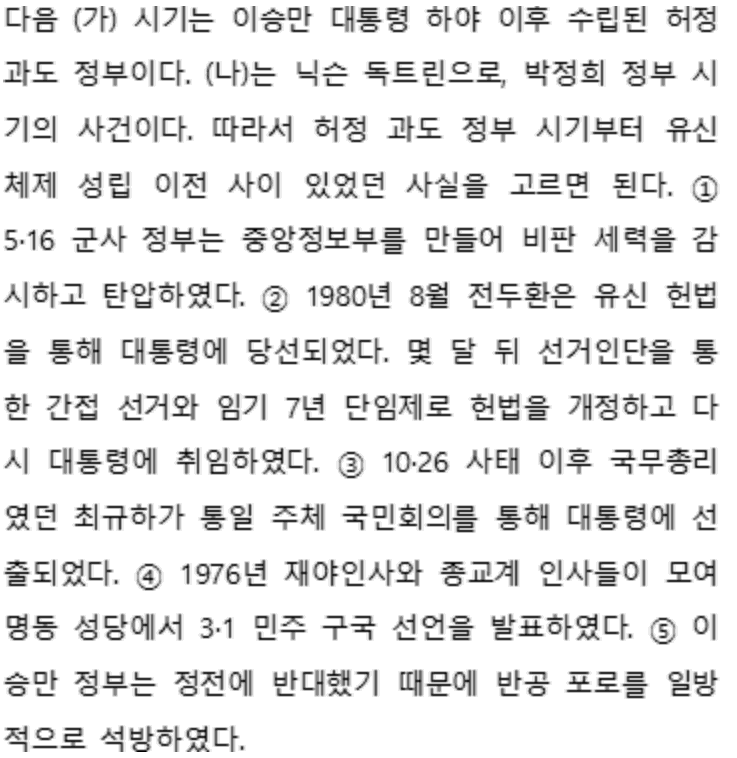 다음 (가) 시기는 이승만 대통령 하야 이후 수립된 허정
과도 정부이다. (나)는 닉슨 독트린으로, 박정희 정부 시
기의 사건이다. 따라서 허정 과도 정부 시기부터 유신
체제 성립 이전 사이 있었던 사실을 고르면 된다. ①
5·16 군사 정부는 중앙정보부를 만들어 비판 세력을 감
시하고 탄압하였다. ② 1980년 8월 전두환은 유신 헌법
을 통해 대통령에 당선되었다. 몇 달 뒤 선거인단을 통
한 간접 선거와 임기 7년 단임제로 헌법을 개정하고 다
시 대통령에 취임하였다. ③ 10·26 사태 이후 국무총리
였던 최규하가 통일 주체 국민회의를 통해 대통령에 선
출되었다. ④ 1976년 재야인사와 종교계 인사들이 모여
명동 성당에서 3·1 민주 구국 선언을 발표하였다. ⑤ 이
승만 정부는 정전에 반대했기 때문에 반공 포로를 일방
적으로 석방하였다.